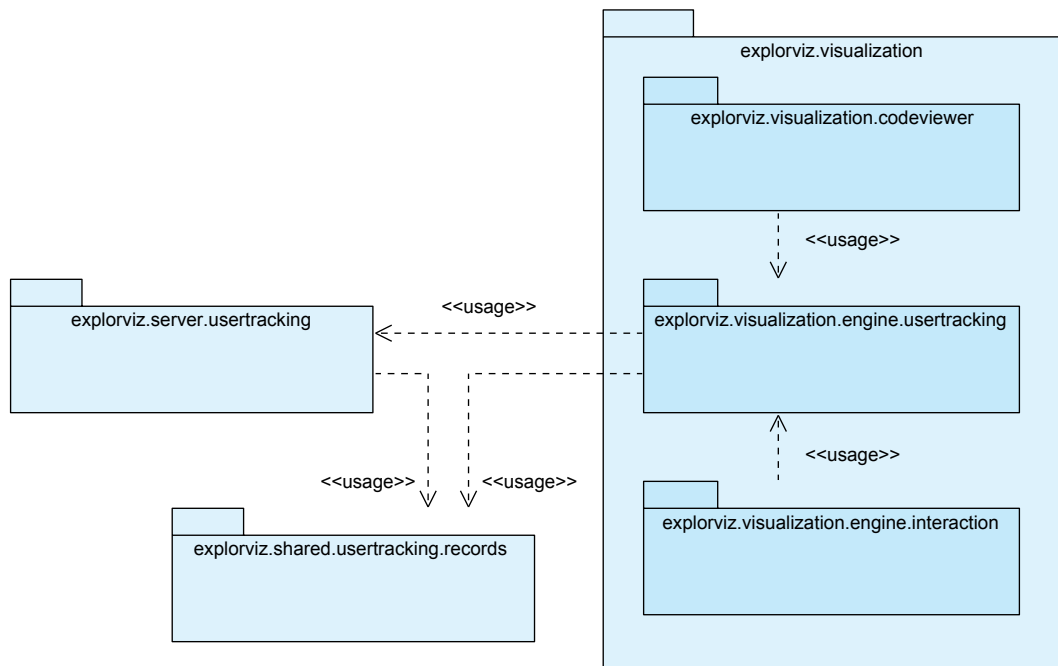 explorviz.visualization
explorviz.visualization.codeviewer
<<usage>>
<<usage>>
explorviz.server.usertracking
explorviz.visualization.engine.usertracking
<<usage>>
<<usage>>
<<usage>>
explorviz.shared.usertracking.records
explorviz.visualization.engine.interaction